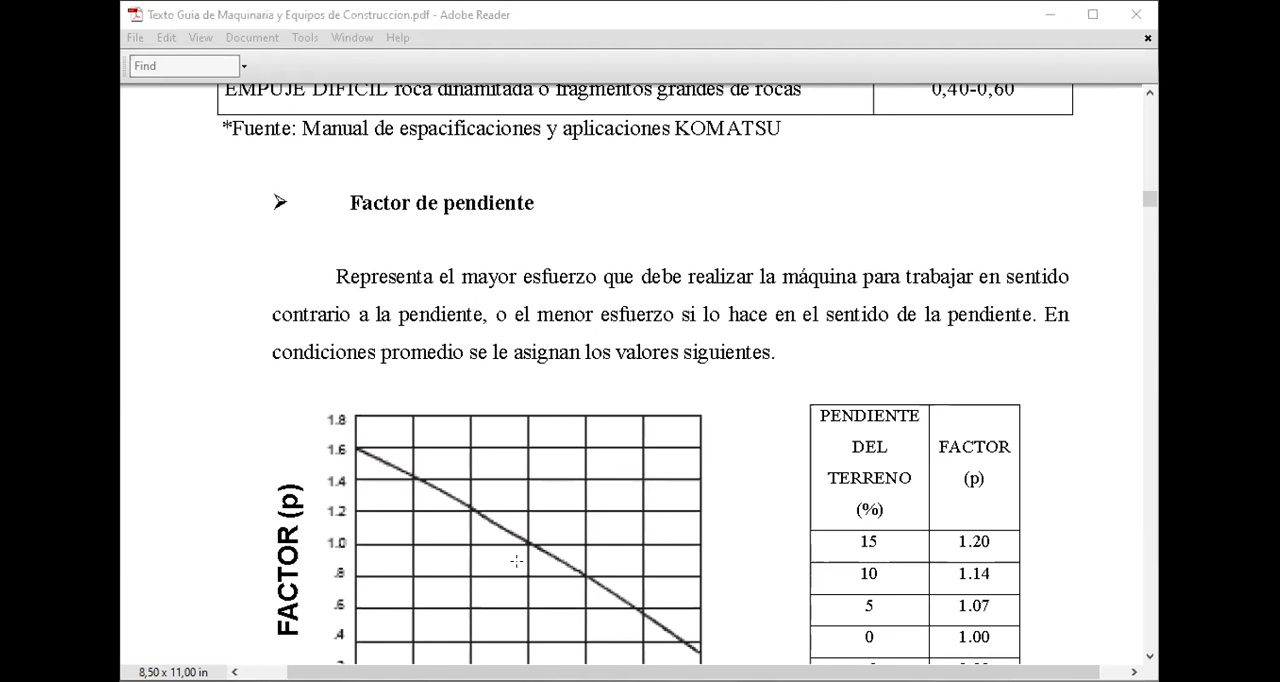 Texto Guia de Maquinaria y Equipos de Construccion.pdf - Adobe Reader
File Edit View Document Tools Window Help
Find
EMPUJE DIFICIL roca dinamitada o fragmentos grandes de rocas 0,40-0,60
*Fuente: Manual de espacificaciones y aplicaciones KOMATSU
Factor de pendiente
Representa el mayor esfuerzo que debe realizar la máquina para trabajar en sentido
contrario a la pendiente, o el menor esfuerzo si lo hace en el sentido de la pendiente. En
condiciones promedio se le asignan los valores siguientes.
FACTOR (p)
1.8
1.6
1.4
1.2
1.0
.8
.6
.4
PENDIENTE
DEL
TERRENO
(%)
FACTOR
(p)
15 1.20
10 1.14
5 1.07
0 1.00
8,50 x 11,00 in